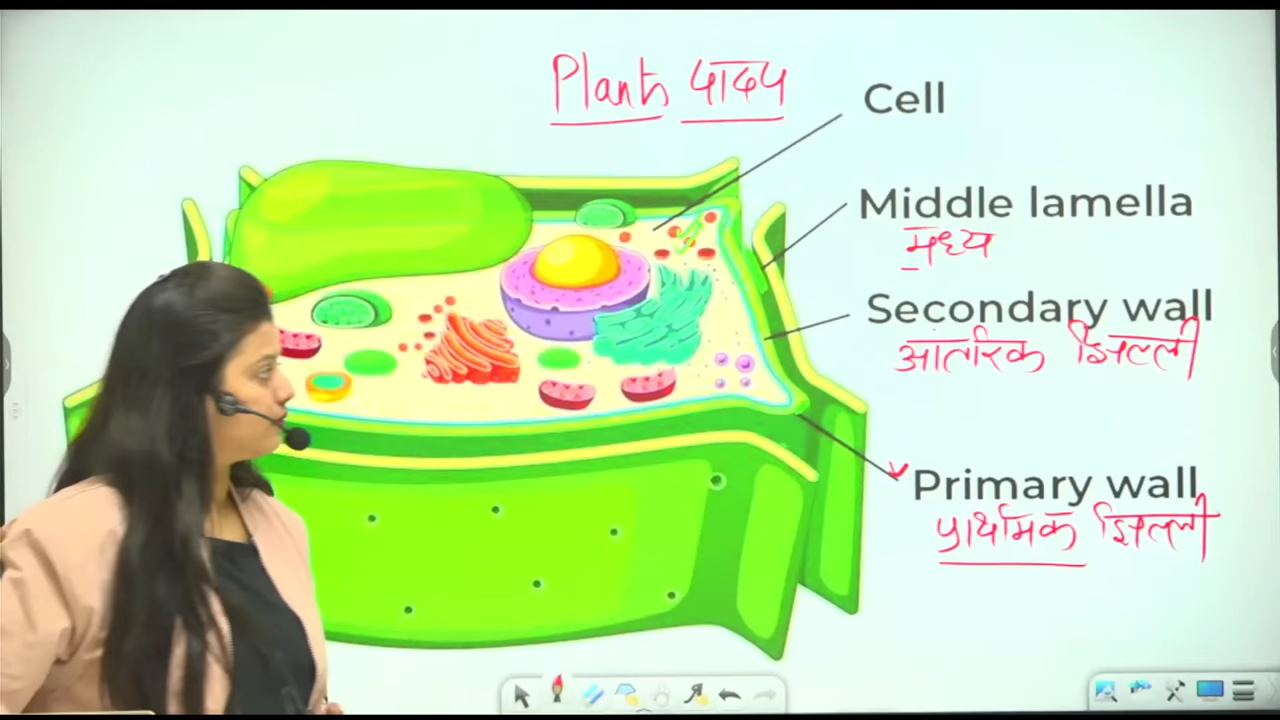 Plants पादप
Cell
Middle lamella
मध्य
Secondary wall
आंतरिक झिल्ली
Primary wall
प्राथमिक झिल्ली